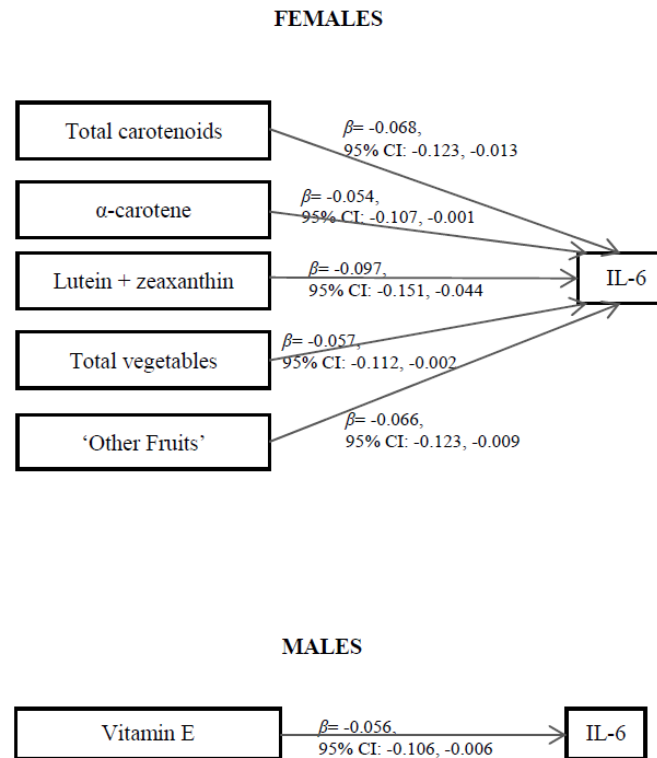 FEMALES
Total carotenoids
β= -0.068,
95% CI: -0.123, -0.013
α-carotene
β= -0.054,
95% CI: -0.107, -0.001
Lutein + zeaxanthin
β= -0.097,
95% CI: -0.151, -0.044
IL-6
Total vegetables
β= -0.057,
95% CI: -0.112, -0.002
‘Other Fruits’
β= -0.066,
95% CI: -0.123, -0.009
MALES
Vitamin E
β= -0.056,
95% CI: -0.106, -0.006
IL-6